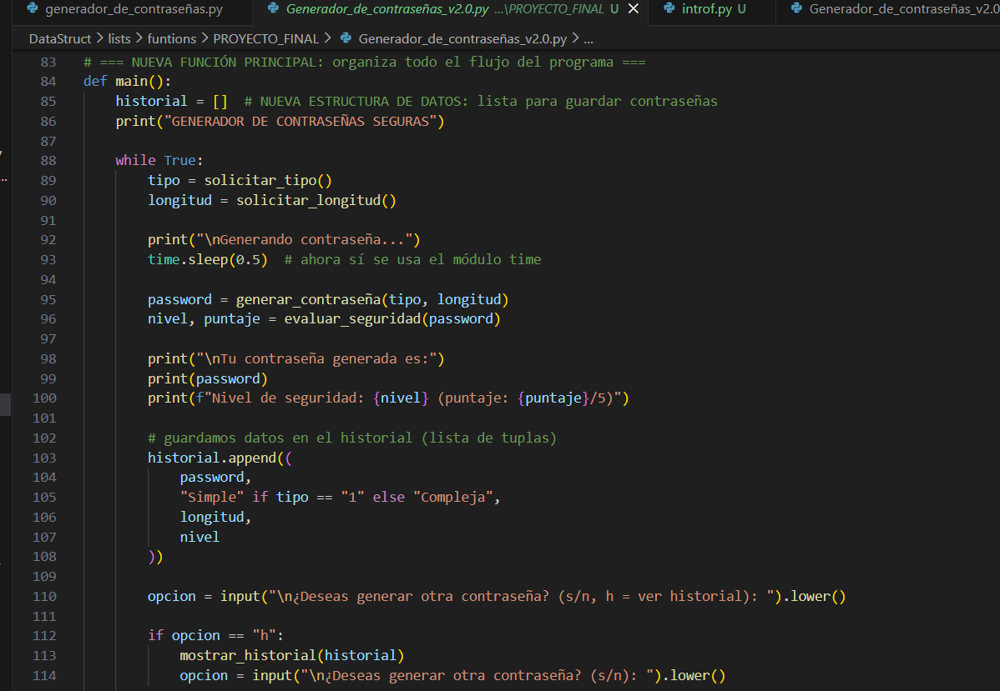 generador_de_contraseñas.py Generador_de_contraseñas_v2.0.py ...\PROYECTO_FINAL U introf.py U Generador_de_contraseñas_v2.0
DataStruct > lists > funtions > PROYECTO_FINAL > Generador_de_contraseñas_v2.0.py > ...
83 # === NUEVA FUNCIÓN PRINCIPAL: organiza todo el flujo del programa ===
84 def main():
85 historial = [] # NUEVA ESTRUCTURA DE DATOS: lista para guardar contraseñas
86 print("GENERADOR DE CONTRASEÑAS SEGURAS")
87
88 while True:
89 tipo = solicitar_tipo()
90 longitud = solicitar_longitud()
91
92 print("\nGenerando contraseña...")
93 time.sleep(0.5) # ahora sí se usa el módulo time
94
95 password = generar_contraseña(tipo, longitud)
96 nivel, puntaje = evaluar_seguridad(password)
97
98 print("\nTu contraseña generada es:")
99 print(password)
100 print(f"Nivel de seguridad: {nivel} (puntaje: {puntaje}/5)")
101
102 # guardamos datos en el historial (lista de tuplas)
103 historial.append((
104 password,
105 "Simple" if tipo == "1" else "Compleja",
106 longitud,
107 nivel
108 ))
109
110 opcion = input("\n¿Deseas generar otra contraseña? (s/n, h = ver historial): ").lower()
111
112 if opcion == "h":
113 mostrar_historial(historial)
114 opcion = input("\n¿Deseas generar otra contraseña? (s/n): ").lower()